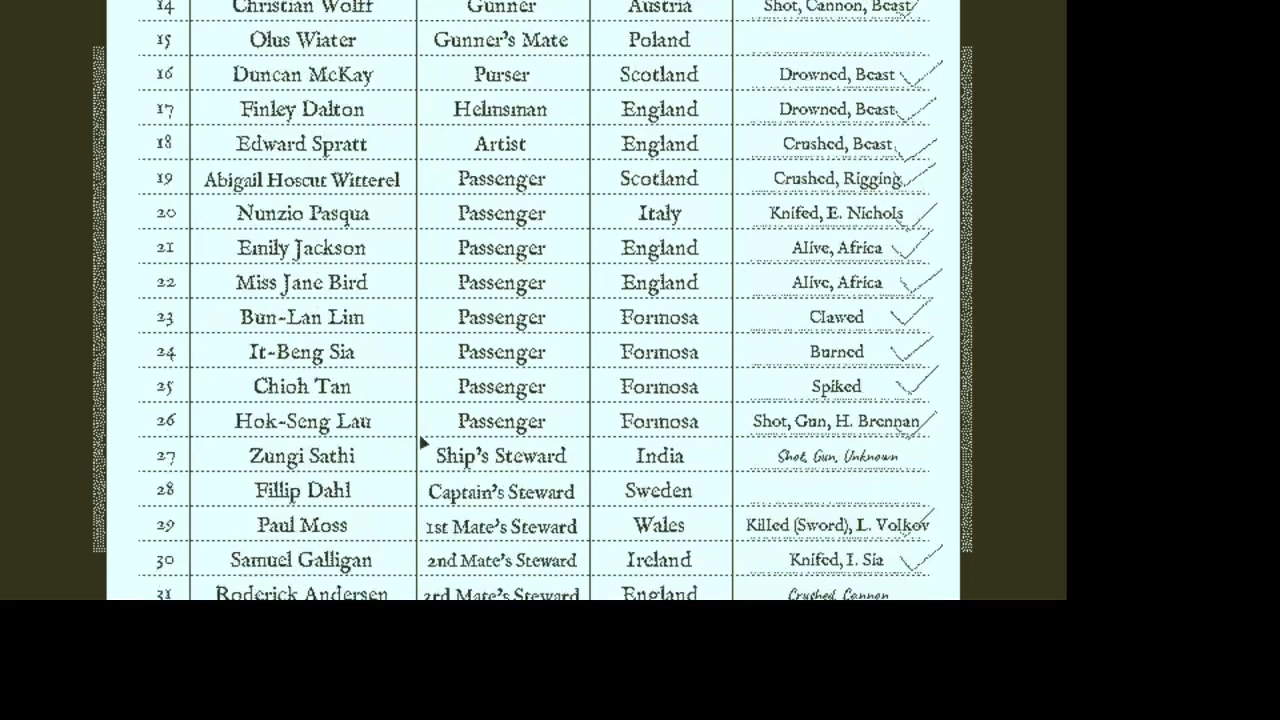 14 Christian Wolff Gunner Austria Shot, Cannon, Beast
15 Olus Wiater Gunner's Mate Poland
16 Duncan McKay Purser Scotland Drowned, Beast
17 Finley Dalton Helmsman England Drowned, Beast
18 Edward Spratt Artist England Crushed, Beast
19 Abigail Hoscut Witterel Passenger Scotland Crushed, Rigging
20 Nunzio Pasqua Passenger Italy Knifed, E. Nichols
21 Emily Jackson Passenger England Alive, Africa
22 Miss Jane Bird Passenger England Alive, Africa
23 Bun-Lan Lim Passenger Formosa Clawed
24 It-Beng Sia Passenger Formosa Burned
25 Chioh Tan Passenger Formosa Spiked
26 Hok-Seng Lau Passenger Formosa Shot, Gun, H. Brennan
27 Zungi Sathi Ship's Steward India Shot, Gun, Unknown
28 Fillip Dahl Captain's Steward Sweden
29 Paul Moss 1st Mate's Steward Wales Killed (Sword), L. Volkov
30 Samuel Galligan 2nd Mate's Steward Ireland Knifed, I. Sia
31 Roderick Andersen 3rd Mate's Steward England Crushed, Cannon